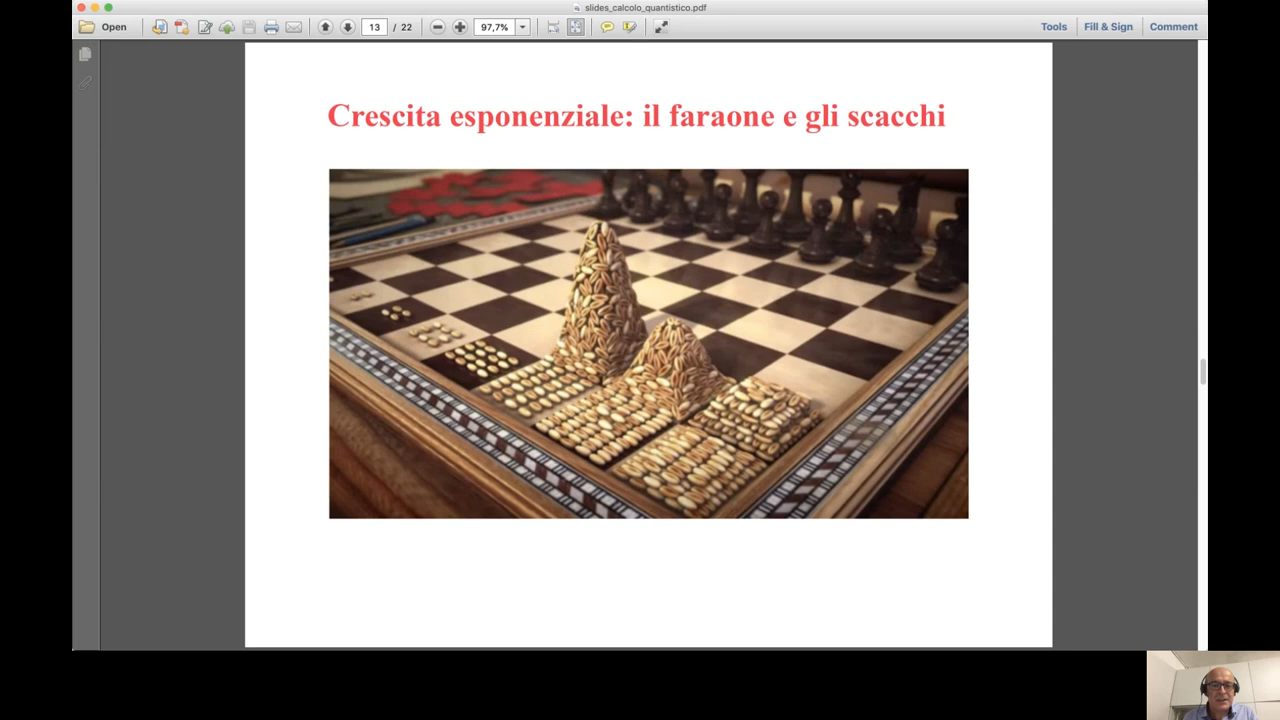 slides_calcolo_quantistico.pdf
Open
13 / 22
97,7%
Tools
Fill & Sign
Comment
Crescita esponenziale: il faraone e gli scacchi